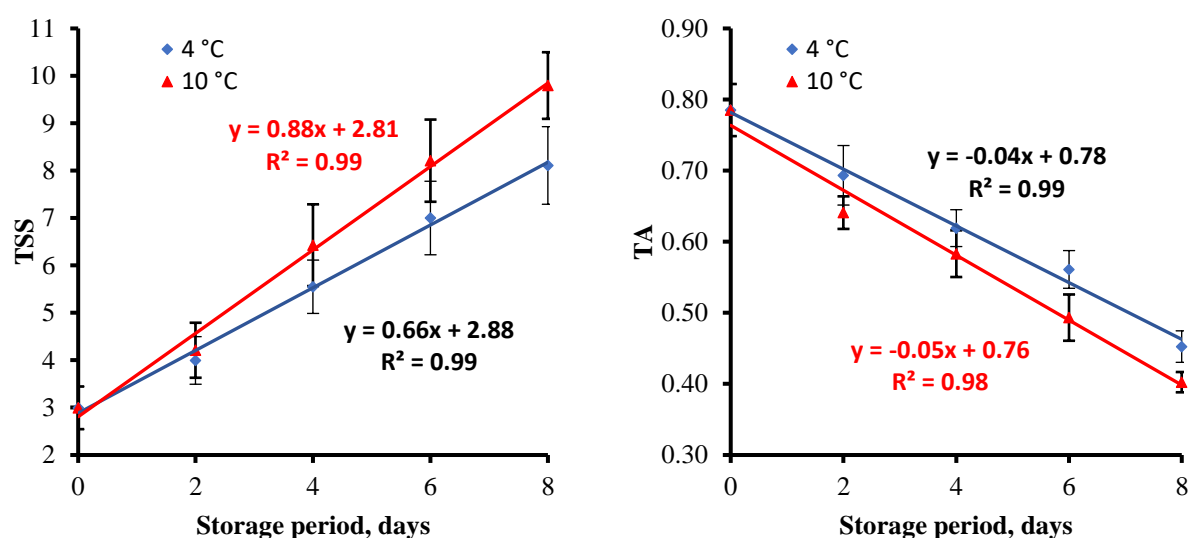 11
10
9
8
7
6
5
4
3
2
TSS
4 °C
10 °C
y = 0.88x + 2.81
R² = 0.99
y = 0.66x + 2.88
R² = 0.99
0 2 4 6 8
Storage period, days
0.90
0.80
0.70
0.60
0.50
0.40
0.30
TA
4 °C
10 °C
y = -0.04x + 0.78
R² = 0.99
y = -0.05x + 0.76
R² = 0.98
0 2 4 6 8
Storage period, days